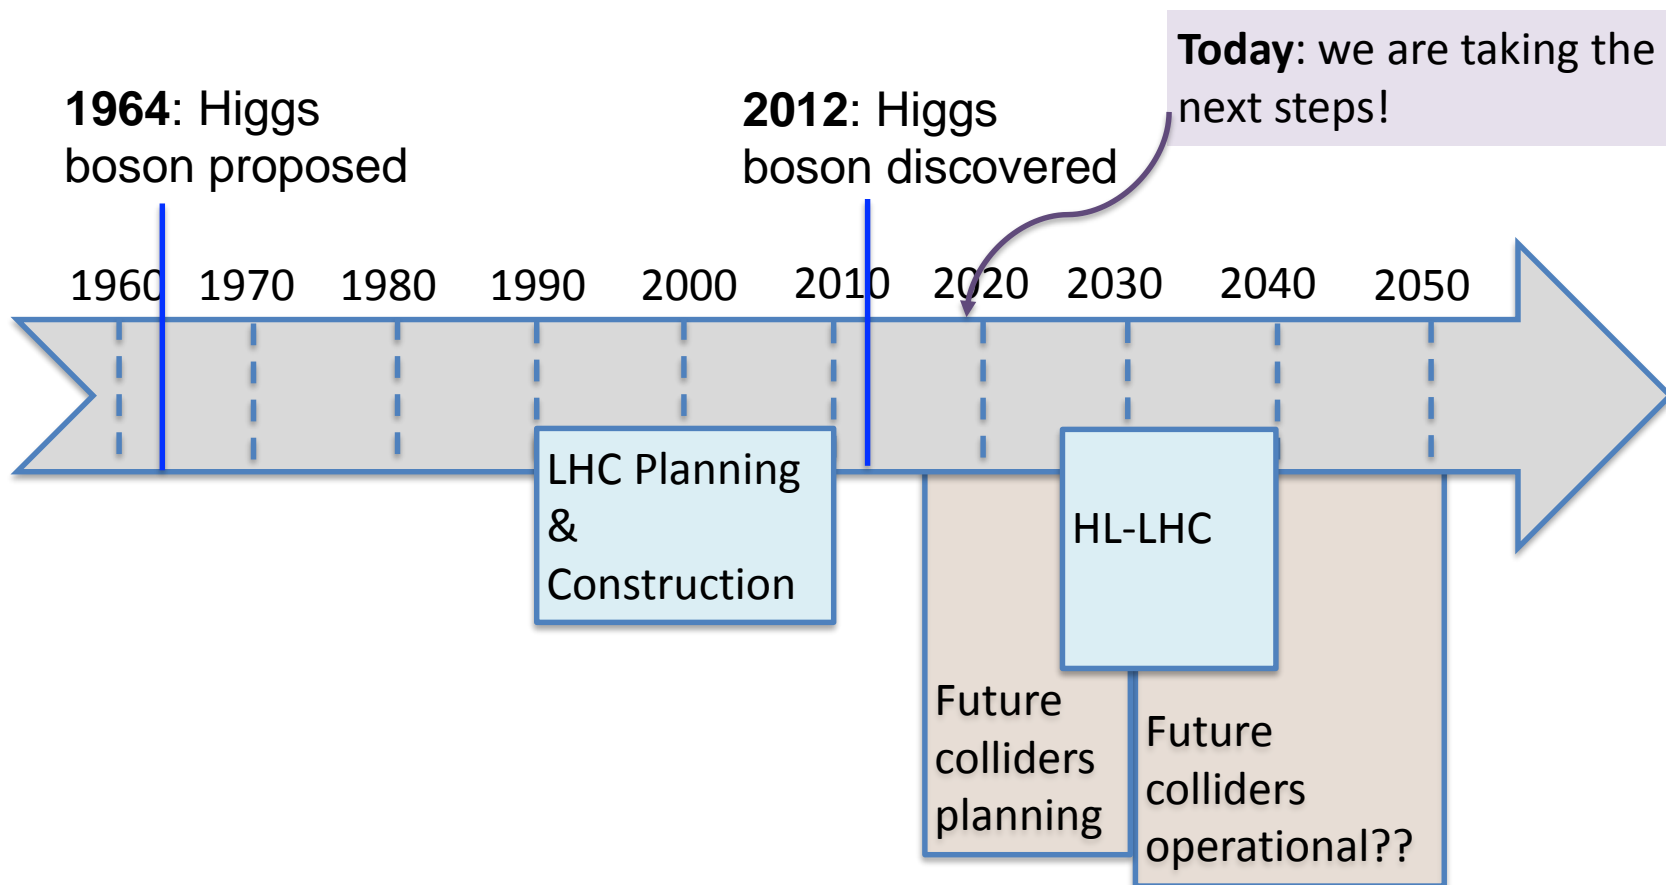 Today: we are taking the
next steps!
1964: Higgs
boson proposed
2012: Higgs
boson discovered
1960 1970 1980 1990 2000 2010 2020 2030 2040 2050
LHC Planning
&
Construction
HL-LHC
Future
colliders
planning
Future
colliders
operational??